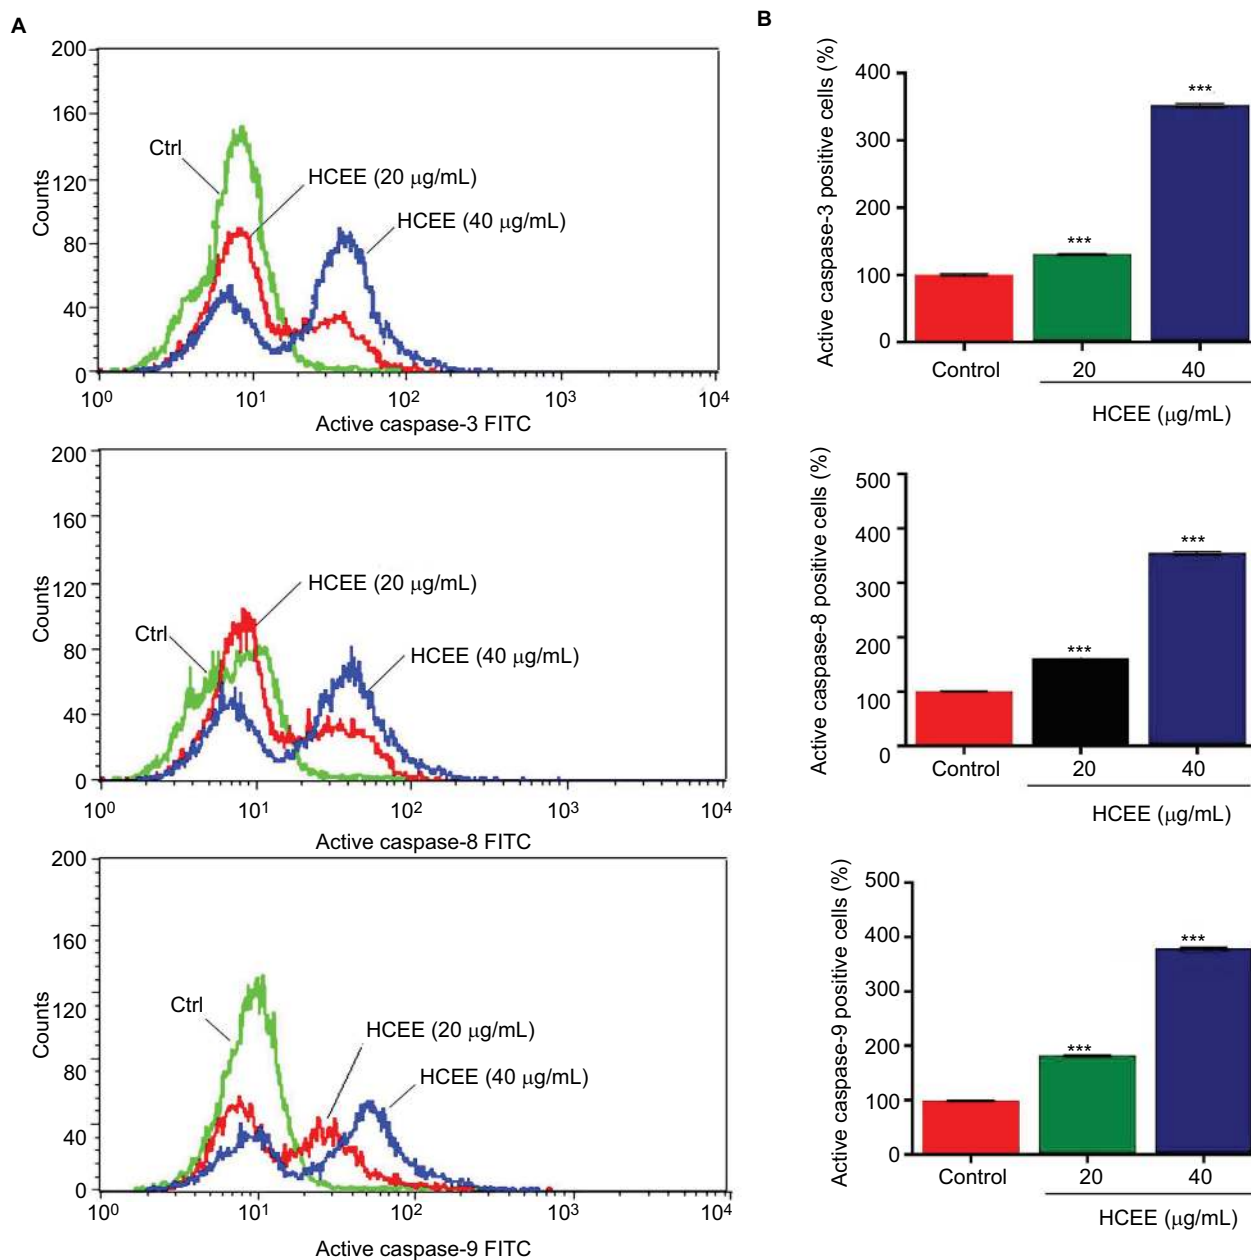 A
200
160
120
80
40
0
Counts
Ctrl
HCEE (20 μg/mL)
HCEE (40 μg/mL)
10⁰ 10¹ 10² 10³ 10⁴
Active caspase-3 FITC
200
160
120
80
40
0
Counts
HCEE (20 μg/mL)
Ctrl
HCEE (40 μg/mL)
10⁰ 10¹ 10² 10³ 10⁴
Active caspase-8 FITC
200
160
120
80
40
0
Counts
Ctrl
HCEE (20 μg/mL)
HCEE (40 μg/mL)
10⁰ 10¹ 10² 10³ 10⁴
Active caspase-9 FITC
B
Active caspase-3 positive cells (%)
400
300
200
100
0
***
***
Control 20 40
HCEE (μg/mL)
Active caspase-8 positive cells (%)
500
400
300
200
100
0
***
***
Control 20 40
HCEE (μg/mL)
Active caspase-9 positive cells (%)
500
400
300
200
100
0
***
***
Control 20 40
HCEE (μg/mL)